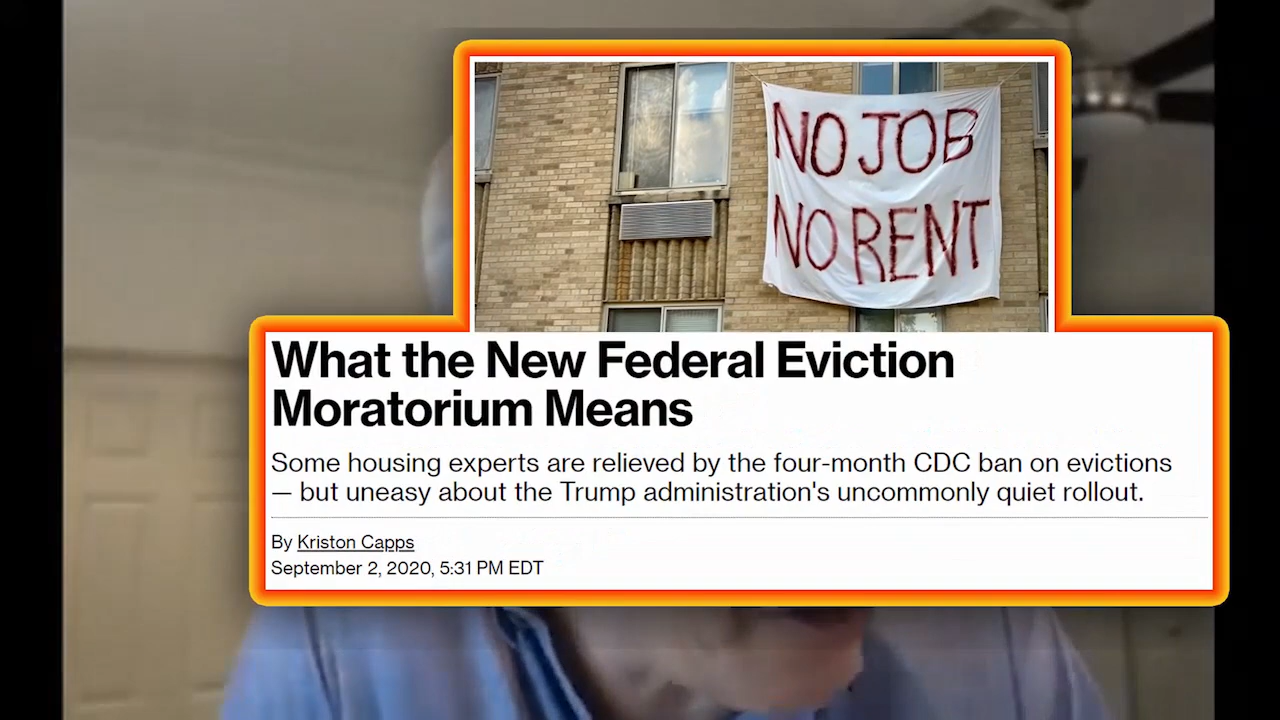 NO JOB
NO RENT
What the New Federal Eviction
Moratorium Means
Some housing experts are relieved by the four-month CDC ban on evictions
— but uneasy about the Trump administration's uncommonly quiet rollout.
By Kriston Capps
September 2, 2020, 5:31 PM EDT